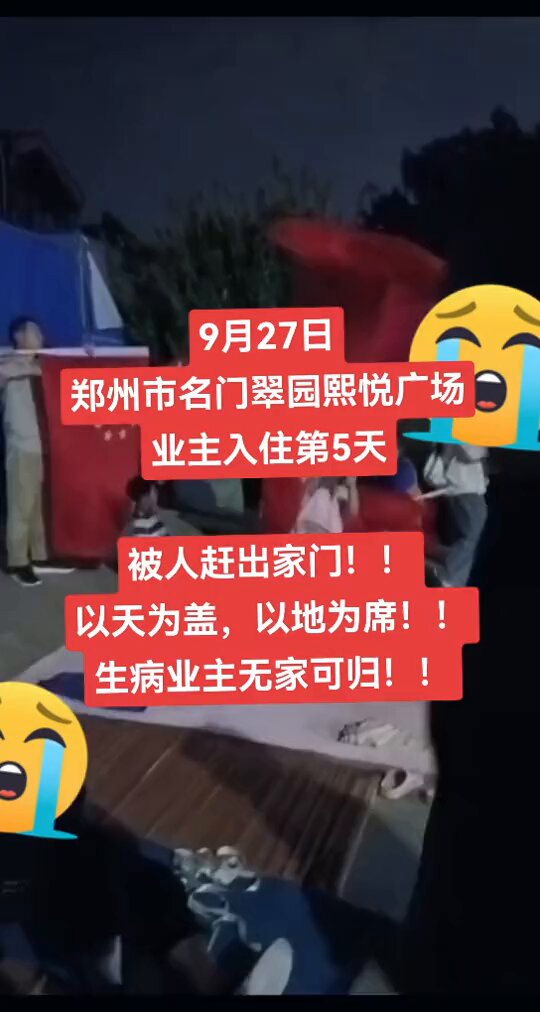 9月27日
郑州市名门翠园熙悦广场
业主入住第5天
被人赶出家门！！
以天为盖，以地为席！！
生病业主无家可归！！